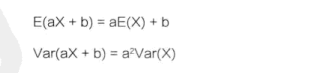 E(aX + b) = aE(X) + b
Var(aX + b) = a²Var(X)